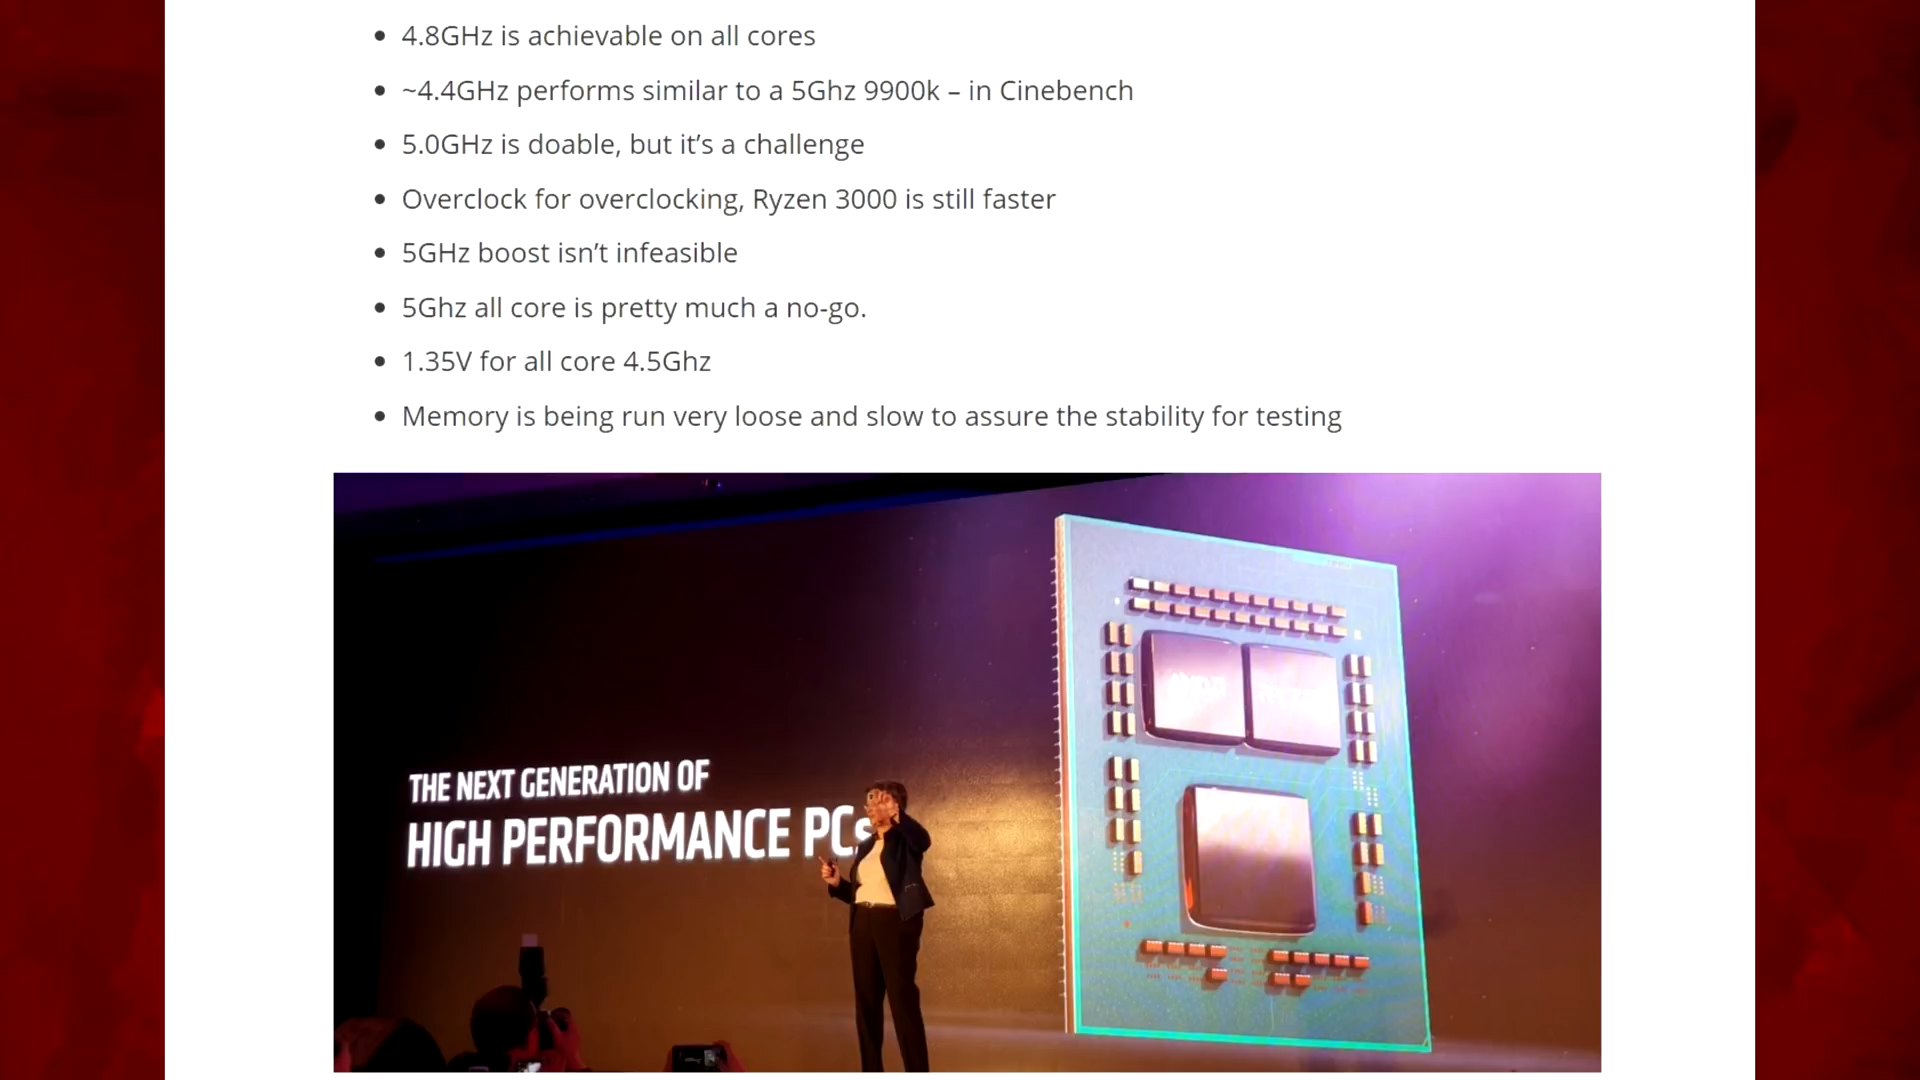 4.8GHz is achievable on all cores
~4.4GHz performs similar to a 5Ghz 9900k – in Cinebench
5.0GHz is doable, but it’s a challenge
Overclock for overclocking, Ryzen 3000 is still faster
5GHz boost isn’t infeasible
5Ghz all core is pretty much a no-go.
1.35V for all core 4.5Ghz
Memory is being run very loose and slow to assure the stability for testing
THE NEXT GENERATION OF
HIGH PERFORMANCE PCs
AMD
RYZEN